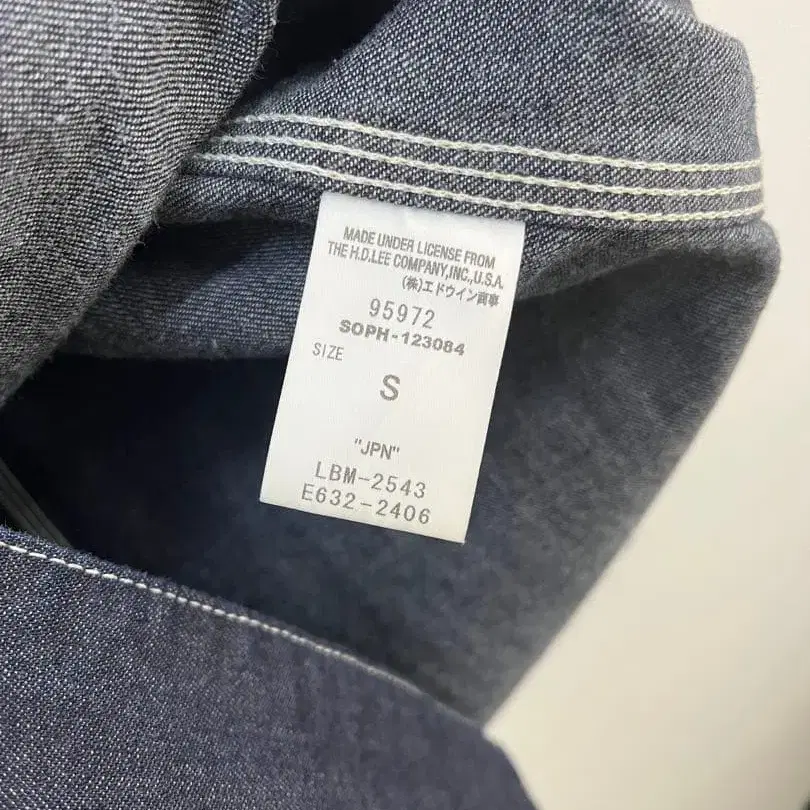 MADE UNDER LICENSE FROM
THE H.D.LEE COMPANY,INC.,U.S.A.
(株)エドウイン商事
95972
SOPH-123084
SIZE
S
"JPN"
LBM-2543
E632-2406